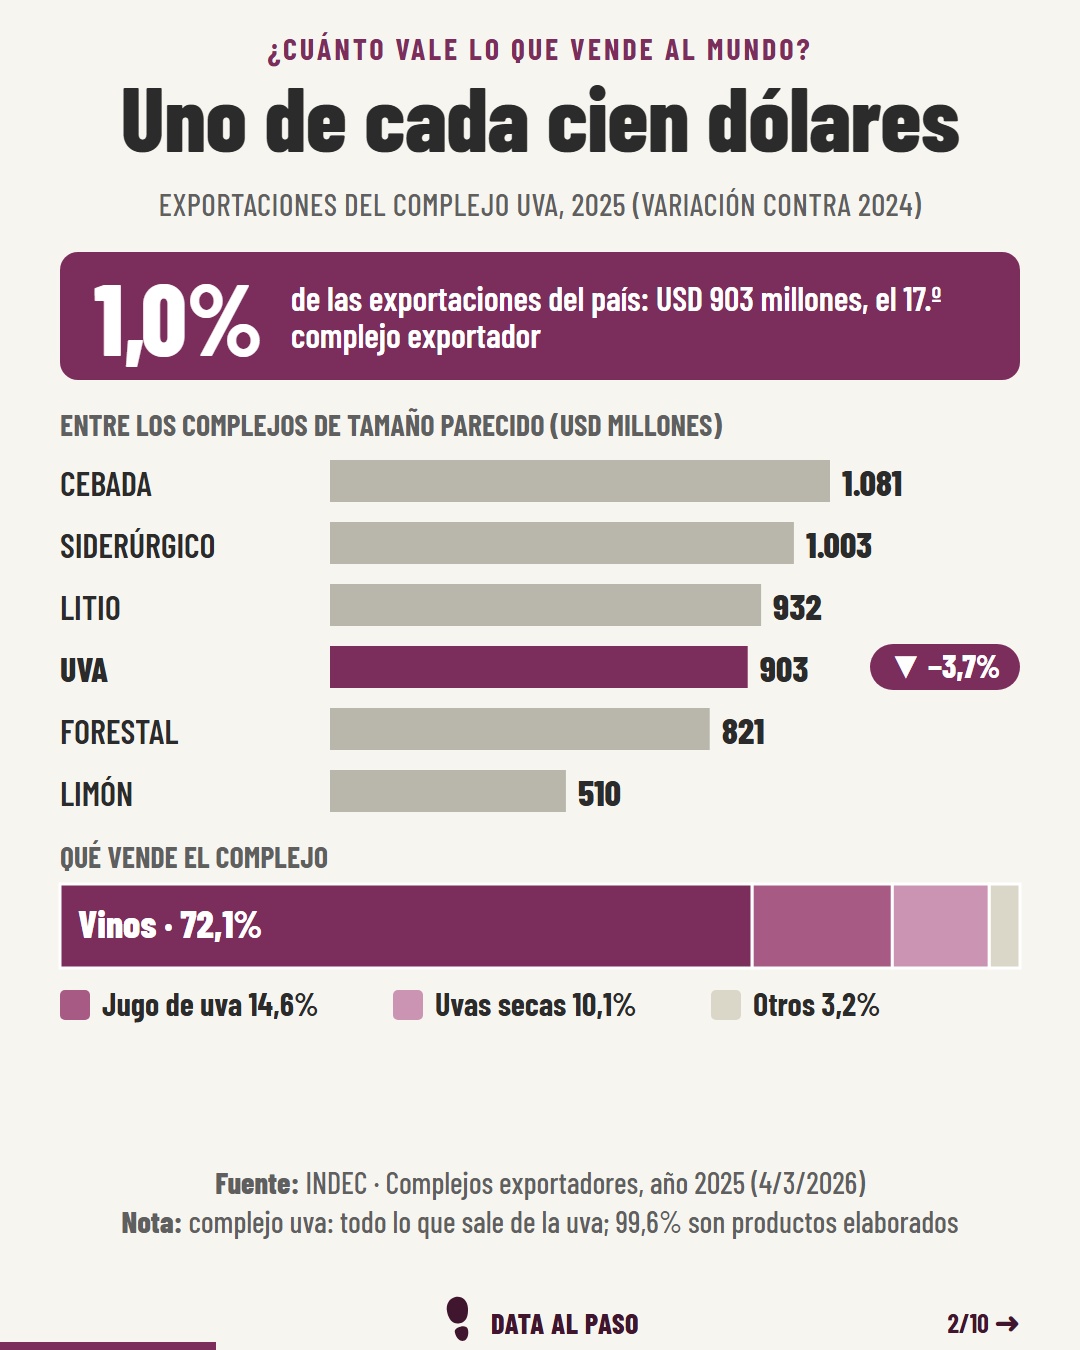 ¿CUÁNTO VALE LO QUE VENDE AL MUNDO?
Uno de cada cien dólares
EXPORTACIONES DEL COMPLEJO UVA, 2025 (VARIACIÓN CONTRA 2024)
1,0%
de las exportaciones del país: USD 903 millones, el 17.º
complejo exportador
ENTRE LOS COMPLEJOS DE TAMAÑO PARECIDO (USD MILLONES)
CEBADA 1.081
SIDERÚRGICO 1.003
LITIO 932
UVA 903 ▼ −3,7%
FORESTAL 821
LIMÓN 510
QUÉ VENDE EL COMPLEJO
Vinos · 72,1%
Jugo de uva 14,6% Uvas secas 10,1% Otros 3,2%
Fuente: INDEC · Complejos exportadores, año 2025 (4/3/2026)
Nota: complejo uva: todo lo que sale de la uva; 99,6% son productos elaborados
DATA AL PASO
2/10 →